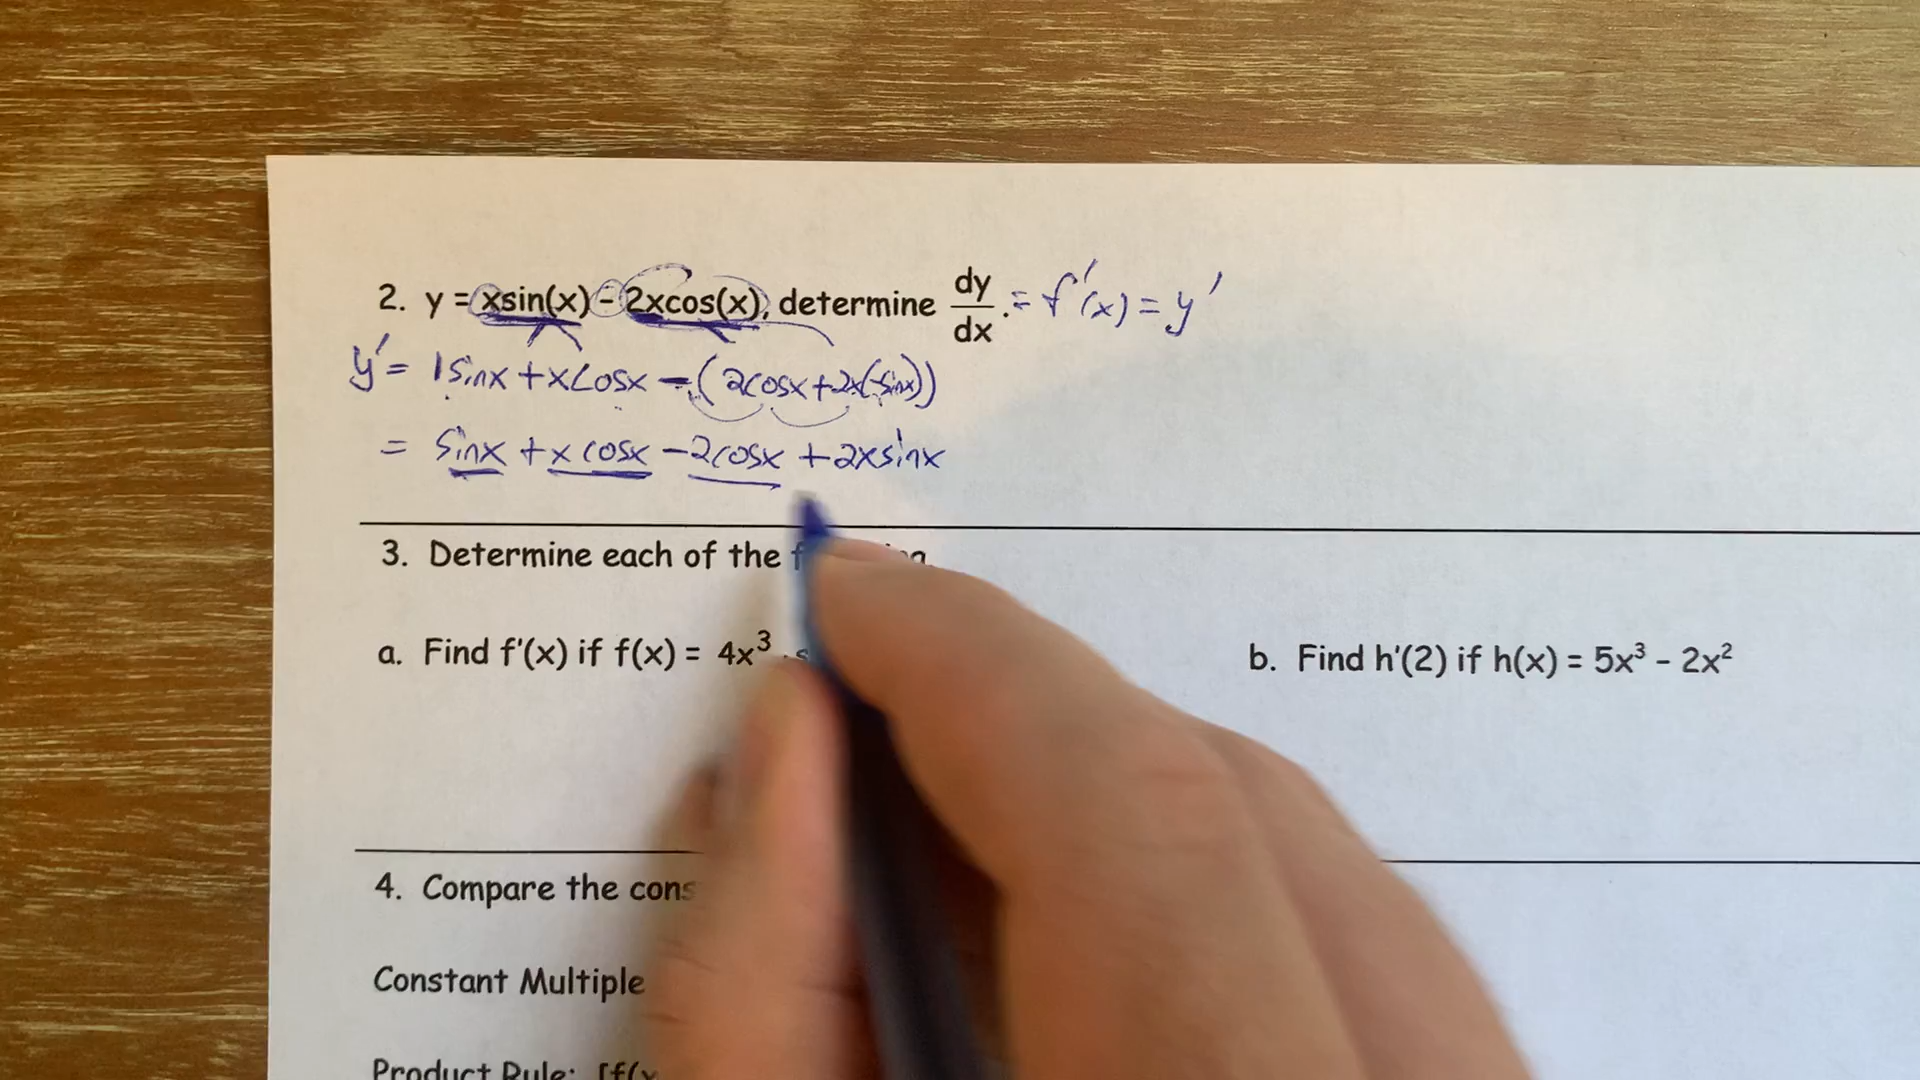 2. y = xsin(x) - 2xcos(x), determine dy/dx. = f'(x) = y'
y' = 1sinx + xcosx - (2cosx + 2x(-sinx))
= sinx + x cosx - 2cosx + 2xsinx
3. Determine each of the
a. Find f'(x) if f(x) = 4x³
b. Find h'(2) if h(x) = 5x³ - 2x²
4. Compare the cons
Constant Multiple
Product Rule: [f(x